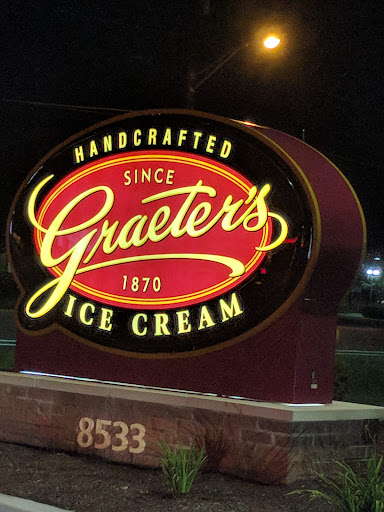 HANDCRAFTED
SINCE
Graeter's
1870
ICE CREAM
8533